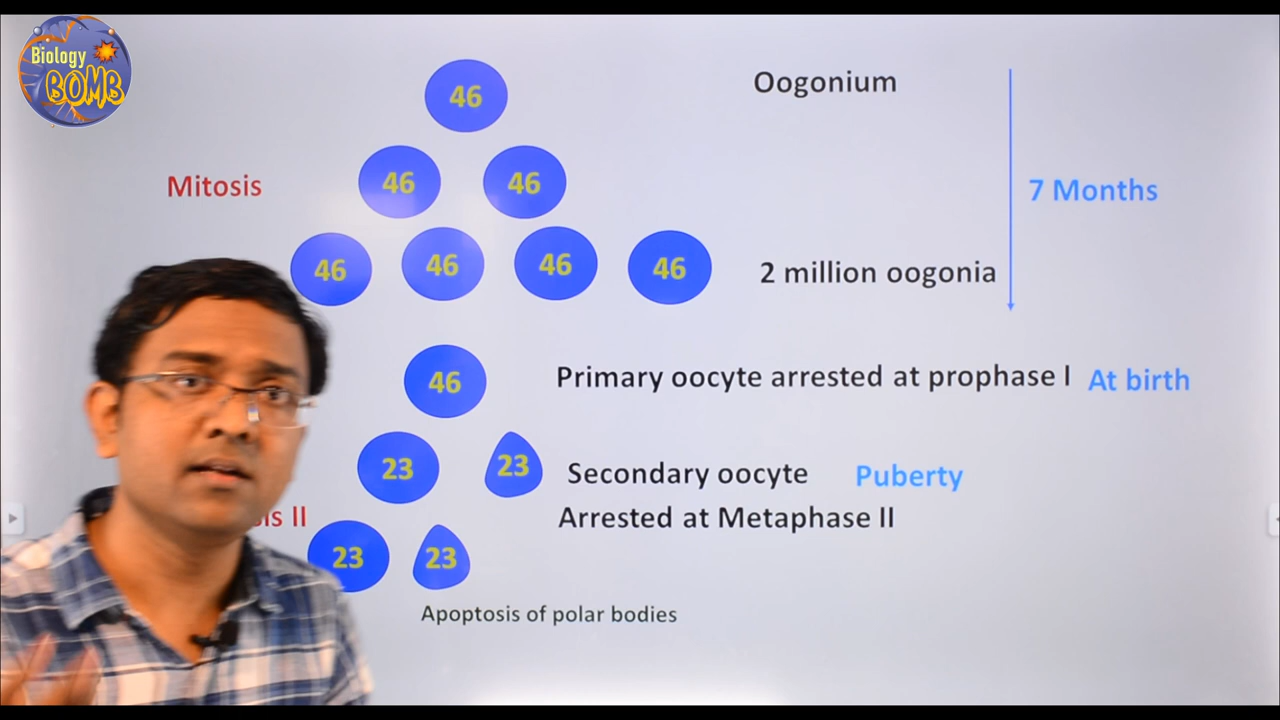 Biology
BOMB
46
Oogonium
Mitosis
46
46
7 Months
46
46
46
46
2 million oogonia
46
Primary oocyte arrested at prophase I
At birth
23
23
Secondary oocyte
Puberty
II
Arrested at Metaphase II
23
23
Apoptosis of polar bodies